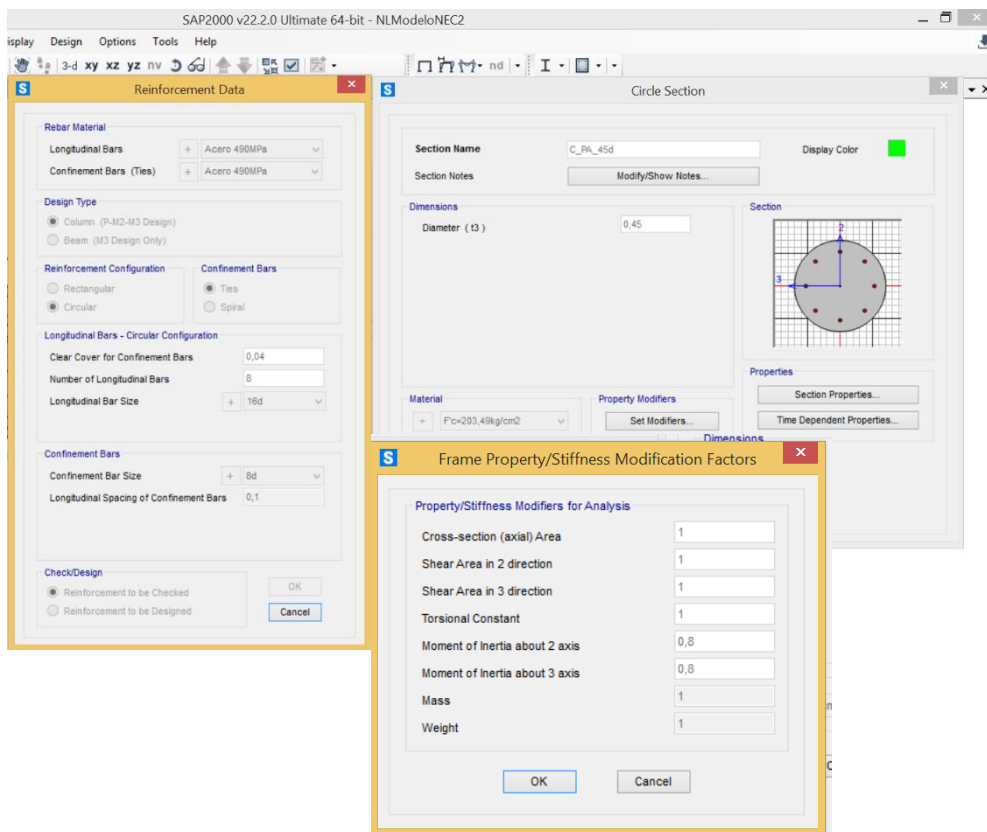 SAP2000 v22.2.0 Ultimate 64-bit - NLModeloNEC2
isplay Design Options Tools Help
3-d xy xz yz nv nd
S Reinforcement Data
Rebar Material
Longitudinal Bars + Acero 490MPa
Confinement Bars (Ties) + Acero 490MPa
Design Type
Column (P-M2-M3 Design)
Beam (M3 Design Only)
Reinforcement Configuration
Rectangular
Circular
Confinement Bars
Ties
Spiral
Longitudinal Bars - Circular Configuration
Clear Cover for Confinement Bars 0,04
Number of Longitudinal Bars 8
Longitudinal Bar Size + 16d
Confinement Bars
Confinement Bar Size + 8d
Longitudinal Spacing of Confinement Bars 0,1
Check/Design
Reinforcement to be Checked
Reinforcement to be Designed
OK
Cancel
S Circle Section
Section Name C_PA_45d Display Color
Section Notes Modify/Show Notes...
Dimensions
Diameter ( t3 ) 0,45
Section
2
3
Properties
Section Properties...
Time Dependent Properties...
Material
+ F'c=203,49kg/cm2
Property Modifiers
Set Modifiers...
Dimensions
S Frame Property/Stiffness Modification Factors
Property/Stiffness Modifiers for Analysis
Cross-section (axial) Area 1
Shear Area in 2 direction 1
Shear Area in 3 direction 1
Torsional Constant 1
Moment of Inertia about 2 axis 0,8
Moment of Inertia about 3 axis 0,8
Mass 1
Weight 1
OK Cancel